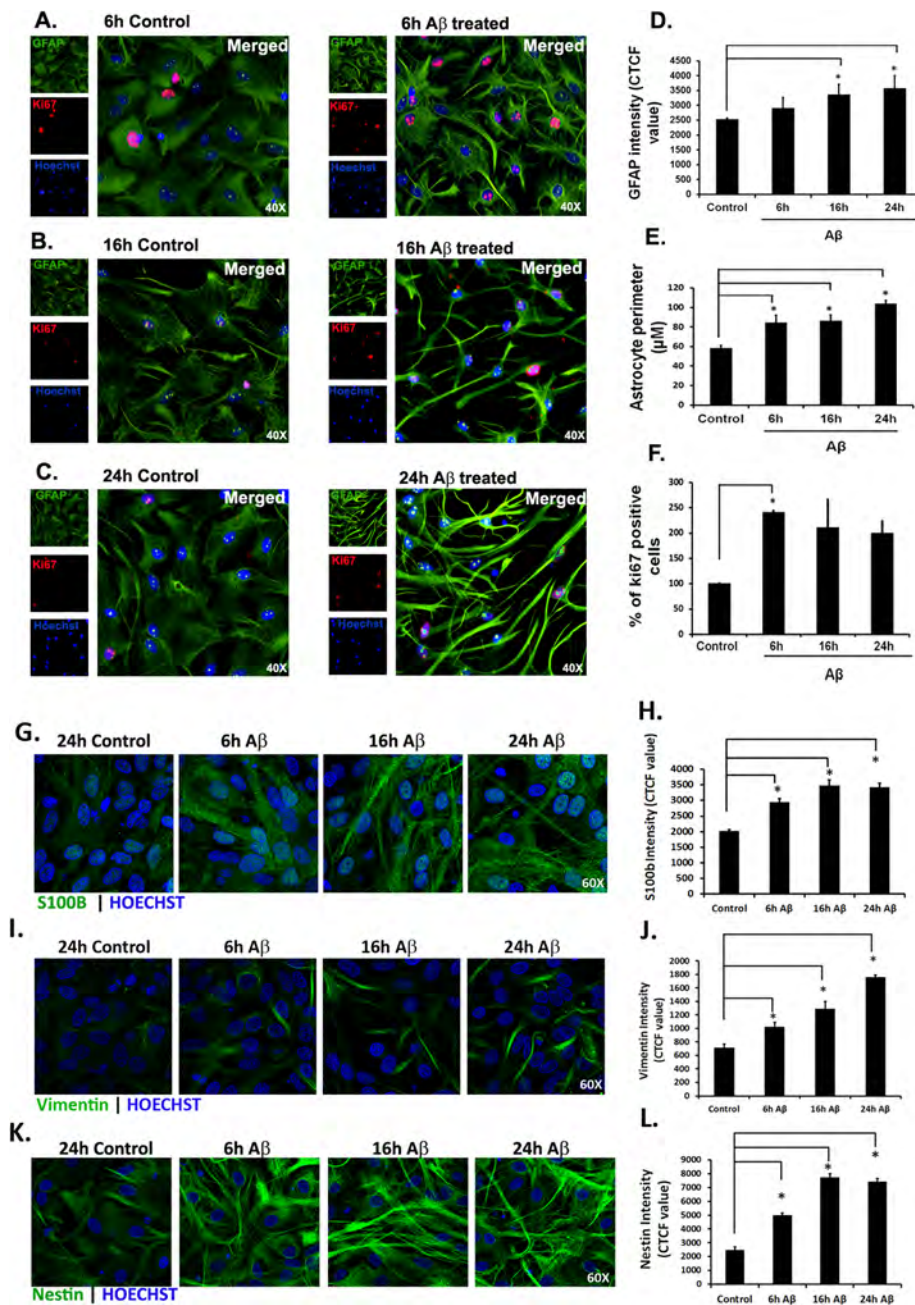 A.
6h Control
6h Aβ treated
GFAP
Merged
Ki67
Hoechst
40X
GFAP
Merged
Ki67
Hoechst
40X
D.
GFAP intensity (CTCF value)
4500
4000
3500
3000
2500
2000
1500
1000
500
0
*
*
Control
6h
16h
24h
Aβ
B.
16h Control
16h Aβ treated
GFAP
Merged
Ki67
Hoechst
40X
GFAP
Merged
Ki67
Hoechst
40X
E.
Astrocyte perimeter (µM)
120
100
80
60
40
20
0
*
*
*
Control
6h
16h
24h
Aβ
C.
24h Control
24h Aβ treated
GFAP
Merged
Ki67
Hoechst
40X
GFAP
Merged
Ki67
Hoechst
40X
F.
% of ki67 positive cells
300
250
200
150
100
50
0
*
Control
6h
16h
24h
Aβ
G.
24h Control
6h Aβ
16h Aβ
24h Aβ
60X
S100B | HOECHST
H.
S100b Intensity (CTCF value)
4000
3500
3000
2500
2000
1500
1000
500
0
*
*
*
Control
6h Aβ
16h Aβ
24h Aβ
I.
24h Control
6h Aβ
16h Aβ
24h Aβ
60X
Vimentin | HOECHST
J.
Vimentin Intensity
(CTCF value)
2000
1800
1600
1400
1200
1000
800
600
400
200
0
*
*
*
Control
6h Aβ
16h Aβ
24h Aβ
K.
24h Control
6h Aβ
16h Aβ
24h Aβ
60X
Nestin | HOECHST
L.
Nestin Intensity
(CTCF value)
9000
8000
7000
6000
5000
4000
3000
2000
1000
0
*
*
*
Control
6h Aβ
16h Aβ
24h Aβ